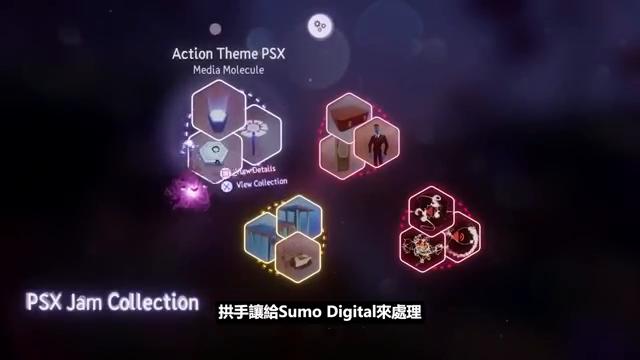 Action Theme PSX
Media Molecule
View Details
View Collection
PSX Jam Collection
拱手讓給Sumo Digital來處理